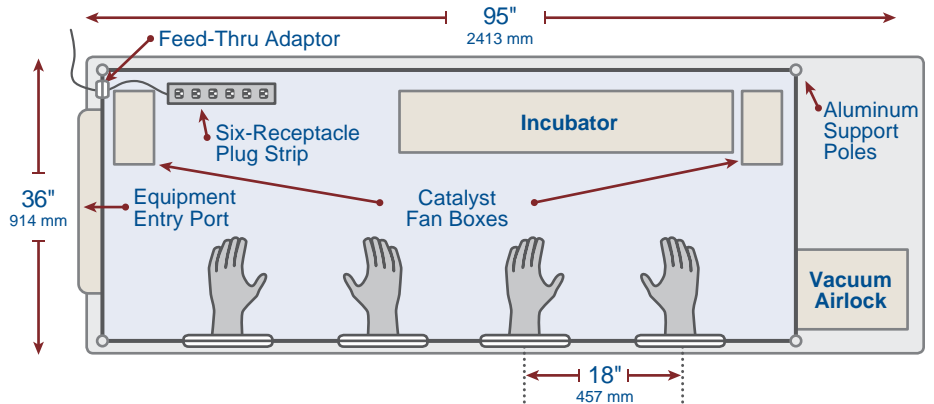 95"
2413 mm
Feed-Thru Adaptor
Six-Receptacle
Plug Strip
Incubator
Aluminum
Support
Poles
36"
914 mm
Equipment
Entry Port
Catalyst
Fan Boxes
Vacuum
Airlock
18"
457 mm